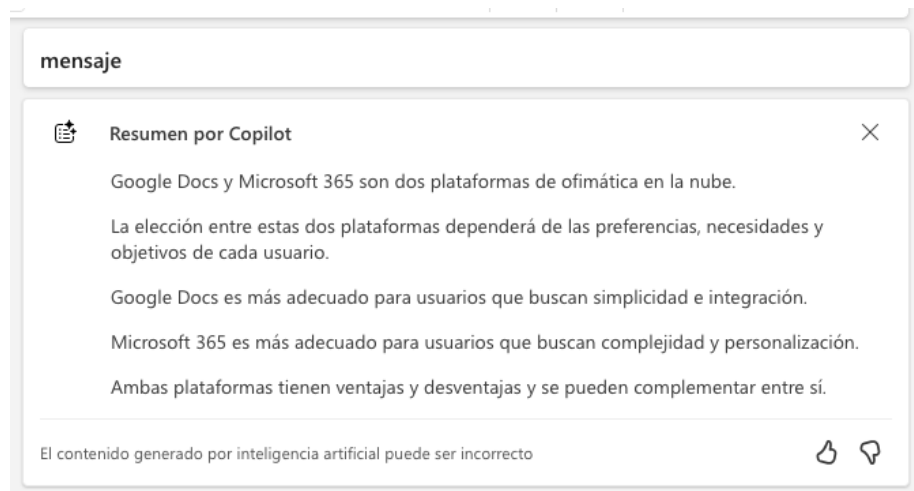 mensaje
Resumen por Copilot
Google Docs y Microsoft 365 son dos plataformas de ofimática en la nube.
La elección entre estas dos plataformas dependerá de las preferencias, necesidades y
objetivos de cada usuario.
Google Docs es más adecuado para usuarios que buscan simplicidad e integración.
Microsoft 365 es más adecuado para usuarios que buscan complejidad y personalización.
Ambas plataformas tienen ventajas y desventajas y se pueden complementar entre sí.
El contenido generado por inteligencia artificial puede ser incorrecto